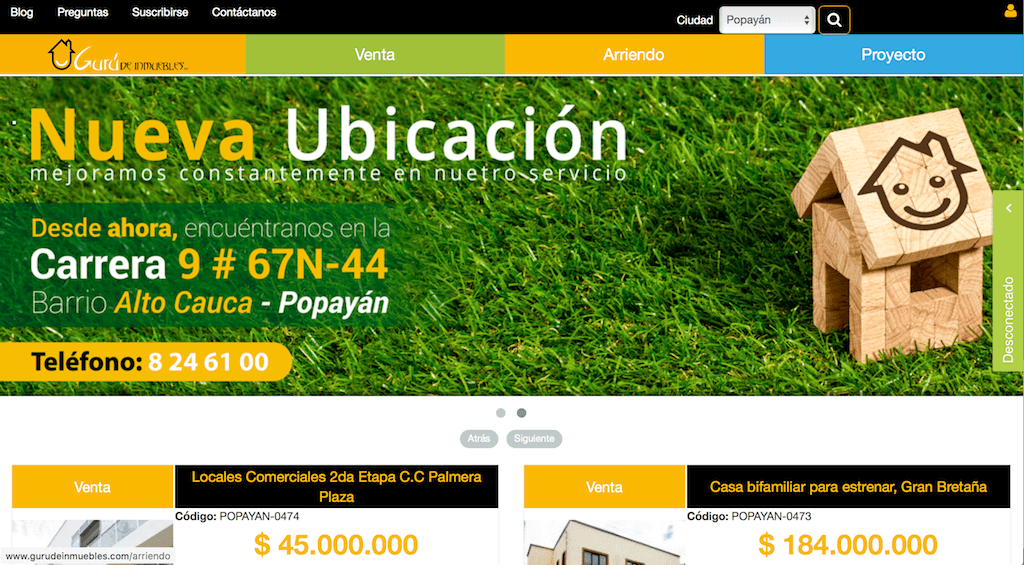 Blog Preguntas Suscribirse Contáctanos
Ciudad Popayán
Gurú DE INMUEBLES
Venta Arriendo Proyecto
Nueva Ubicación
mejoramos constantemente en nuetro servicio
Desde ahora, encuéntranos en la
Carrera 9 # 67N-44
Barrio Alto Cauca - Popayán
Teléfono: 8 24 61 00
Desconectado
Atrás Siguiente
Venta
Locales Comerciales 2da Etapa C.C Palmera
Plaza
Código: POPAYAN-0474
$ 45.000.000
Venta
Casa bifamiliar para estrenar, Gran Bretaña
Código: POPAYAN-0473
$ 184.000.000
www.gurudeinmuebles.com/arriendo